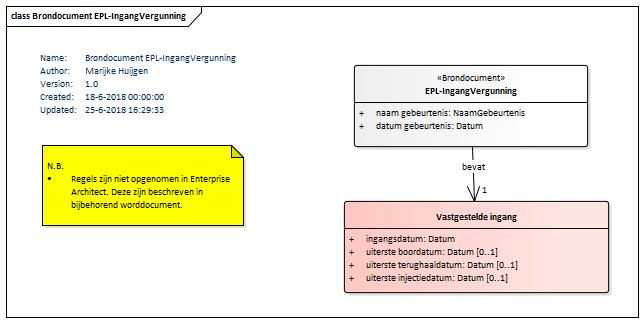 class Brondocument EPL-IngangVergunning
Name: Brondocument EPL-IngangVergunning
Author: Marijke Huijgen
Version: 1.0
Created: 18-6-2018 00:00:00
Updated: 25-6-2018 16:29:33
N.B.
• Regels zijn niet opgenomen in Enterprise
Architect. Deze zijn beschreven in
bijbehorend worddocument.
«Brondocument»
EPL-IngangVergunning
+ naam gebeurtenis: NaamGebeurtenis
+ datum gebeurtenis: Datum
bevat
1
Vastgestelde ingang
+ ingangsdatum: Datum
+ uiterste boordatum: Datum [0..1]
+ uiterste terughaaldatum: Datum [0..1]
+ uiterste injectiedatum: Datum [0..1]